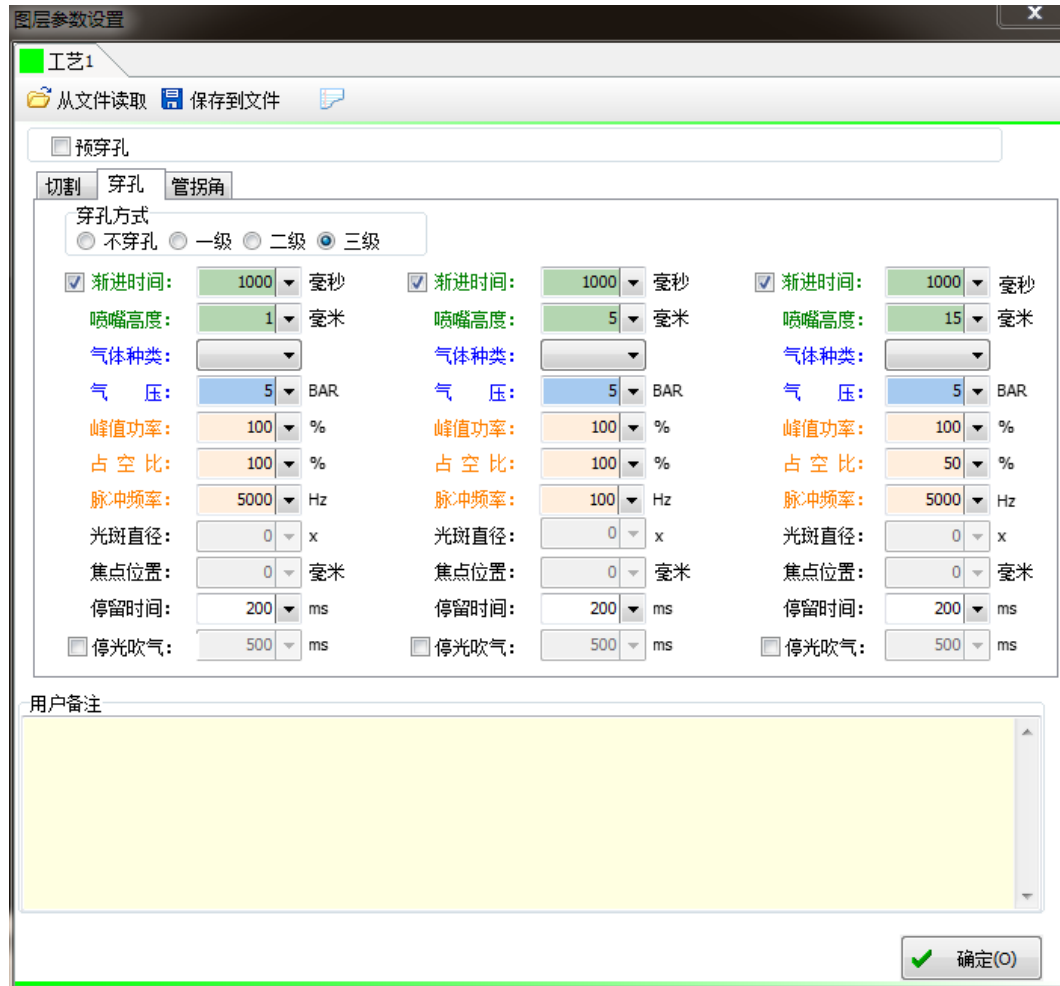 图层参数设置
工艺1
从文件读取 保存到文件
预穿孔
切割 穿孔 管拐角
穿孔方式
不穿孔 一级 二级 三级
渐进时间: 1000 毫秒 渐进时间: 1000 毫秒 渐进时间: 1000 毫秒
喷嘴高度: 1 毫米 喷嘴高度: 5 毫米 喷嘴高度: 15 毫米
气体种类: 气体种类: 气体种类:
气 压: 5 BAR 气 压: 5 BAR 气 压: 5 BAR
峰值功率: 100 % 峰值功率: 100 % 峰值功率: 100 %
占空比: 100 % 占空比: 100 % 占空比: 50 %
脉冲频率: 5000 Hz 脉冲频率: 100 Hz 脉冲频率: 5000 Hz
光斑直径: 0 x 光斑直径: 0 x 光斑直径: 0 x
焦点位置: 0 毫米 焦点位置: 0 毫米 焦点位置: 0 毫米
停留时间: 200 ms 停留时间: 200 ms 停留时间: 200 ms
停光吹气: 500 ms 停光吹气: 500 ms 停光吹气: 500 ms
用户备注
确定(O)